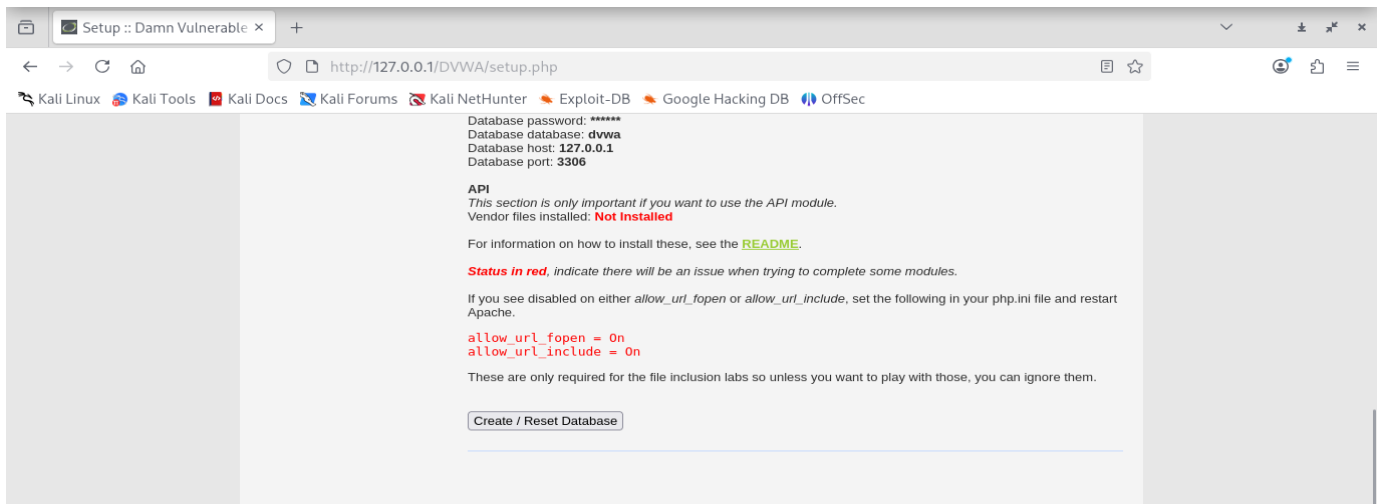 Setup :: Damn Vulnerable
http://127.0.0.1/DVWA/setup.php
Kali Linux Kali Tools Kali Docs Kali Forums Kali NetHunter Exploit-DB Google Hacking DB OffSec
Database password: ******
Database database: dvwa
Database host: 127.0.0.1
Database port: 3306
API
This section is only important if you want to use the API module.
Vendor files installed: Not Installed
For information on how to install these, see the README.
Status in red, indicate there will be an issue when trying to complete some modules.
If you see disabled on either allow_url_fopen or allow_url_include, set the following in your php.ini file and restart
Apache.
allow_url_fopen = On
allow_url_include = On
These are only required for the file inclusion labs so unless you want to play with those, you can ignore them.
Create / Reset Database